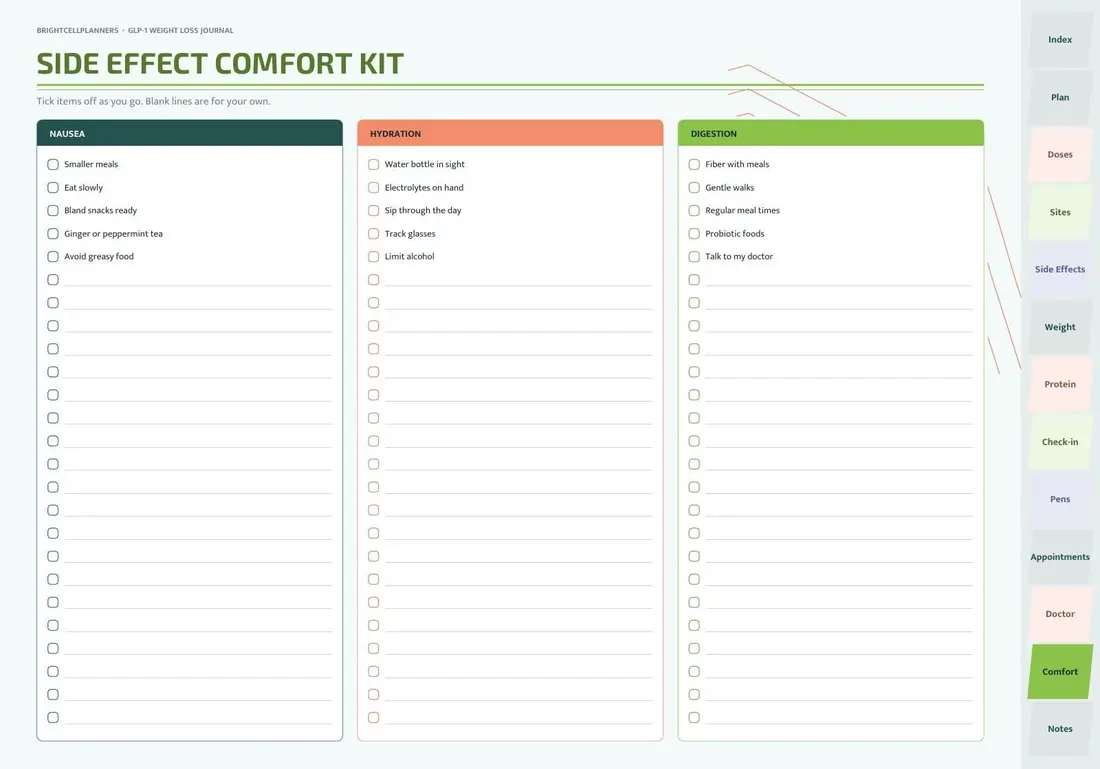 BRIGHTCELLPLANNERS · GLP-1 WEIGHT LOSS JOURNAL
SIDE EFFECT COMFORT KIT
Tick items off as you go. Blank lines are for your own.
NAUSEA
Smaller meals
Eat slowly
Bland snacks ready
Ginger or peppermint tea
Avoid greasy food
HYDRATION
Water bottle in sight
Electrolytes on hand
Sip through the day
Track glasses
Limit alcohol
DIGESTION
Fiber with meals
Gentle walks
Regular meal times
Probiotic foods
Talk to my doctor
Index
Plan
Doses
Sites
Side Effects
Weight
Protein
Check-in
Pens
Appointments
Doctor
Comfort
Notes